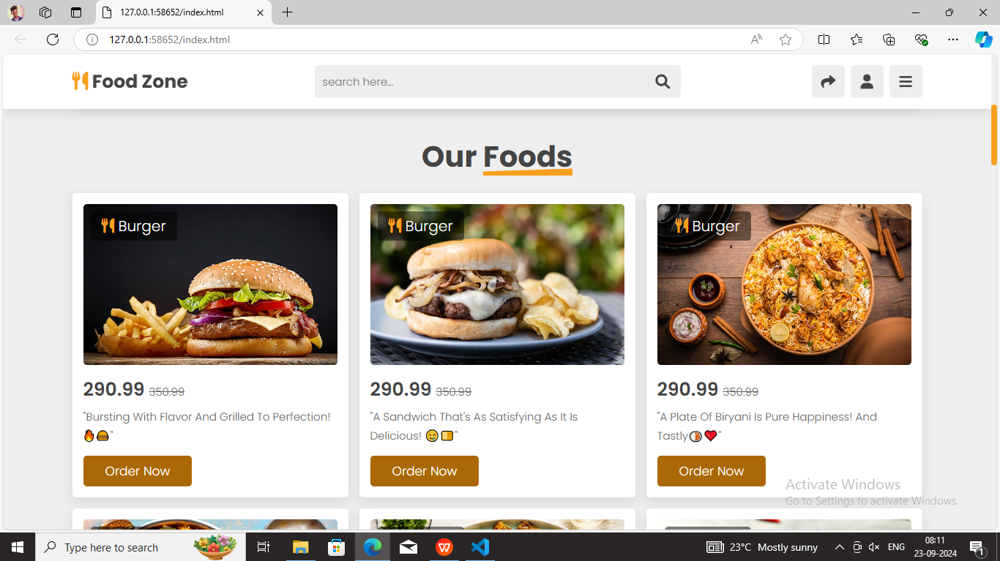 127.0.0.1:58652/index.html
127.0.0.1:58652/index.html
Food Zone
search here...
Our Foods
Burger
Burger
Burger
290.99 350.99
"Bursting With Flavor And Grilled To Perfection!
🔥🍔"
Order Now
290.99 350.99
"A Sandwich That's As Satisfying As It Is
Delicious! 😋🍞"
Order Now
290.99 350.99
"A Plate Of Biryani Is Pure Happiness! And
Tastly🍛❤️"
Order Now
Activate Windows
Go to Settings to activate Windows.
Type here to search
23°C Mostly sunny
ENG
08:11
23-09-2024
1